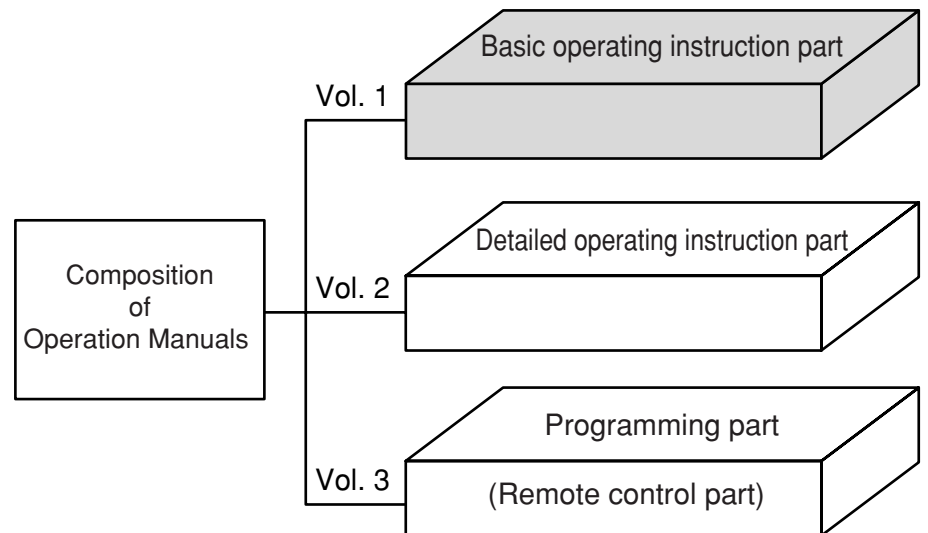 Basic operating instruction part
Vol. 1
Detailed operating instruction part
Composition
of
Operation Manuals
Vol. 2
Programming part
Vol. 3
(Remote control part)